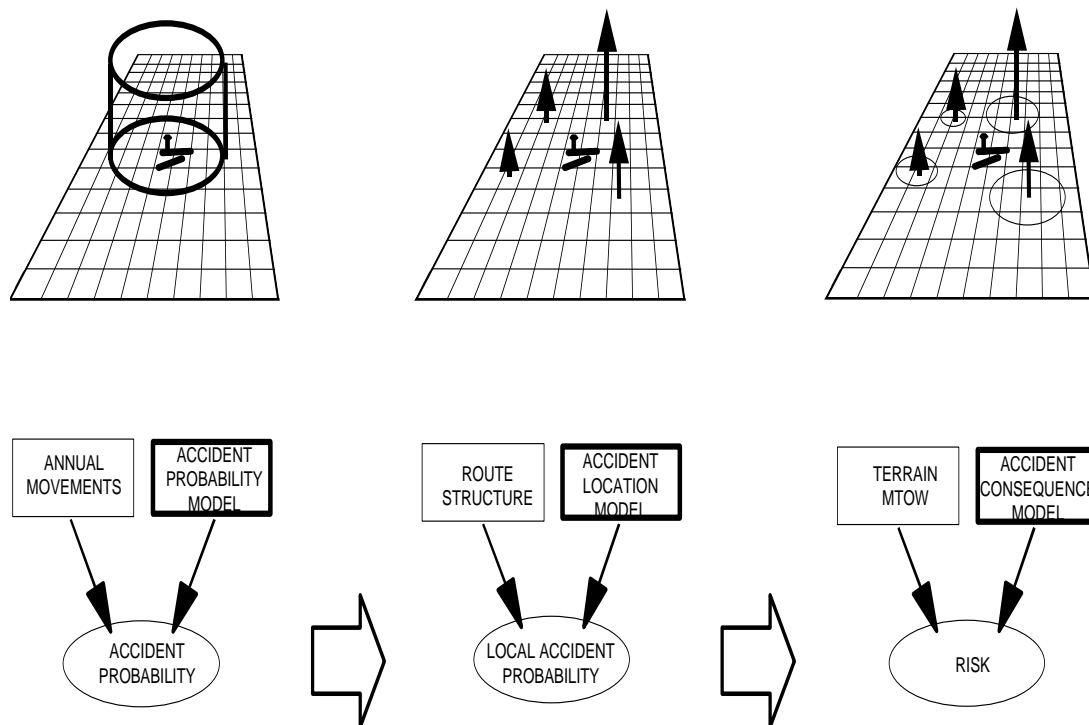 ANNUAL
MOVEMENTS
ACCIDENT
PROBABILITY
MODEL
ROUTE
STRUCTURE
ACCIDENT
LOCATION
MODEL
TERRAIN
MTOW
ACCIDENT
CONSEQUENCE
MODEL
ACCIDENT
PROBABILITY
LOCAL ACCIDENT
PROBABILITY
RISK